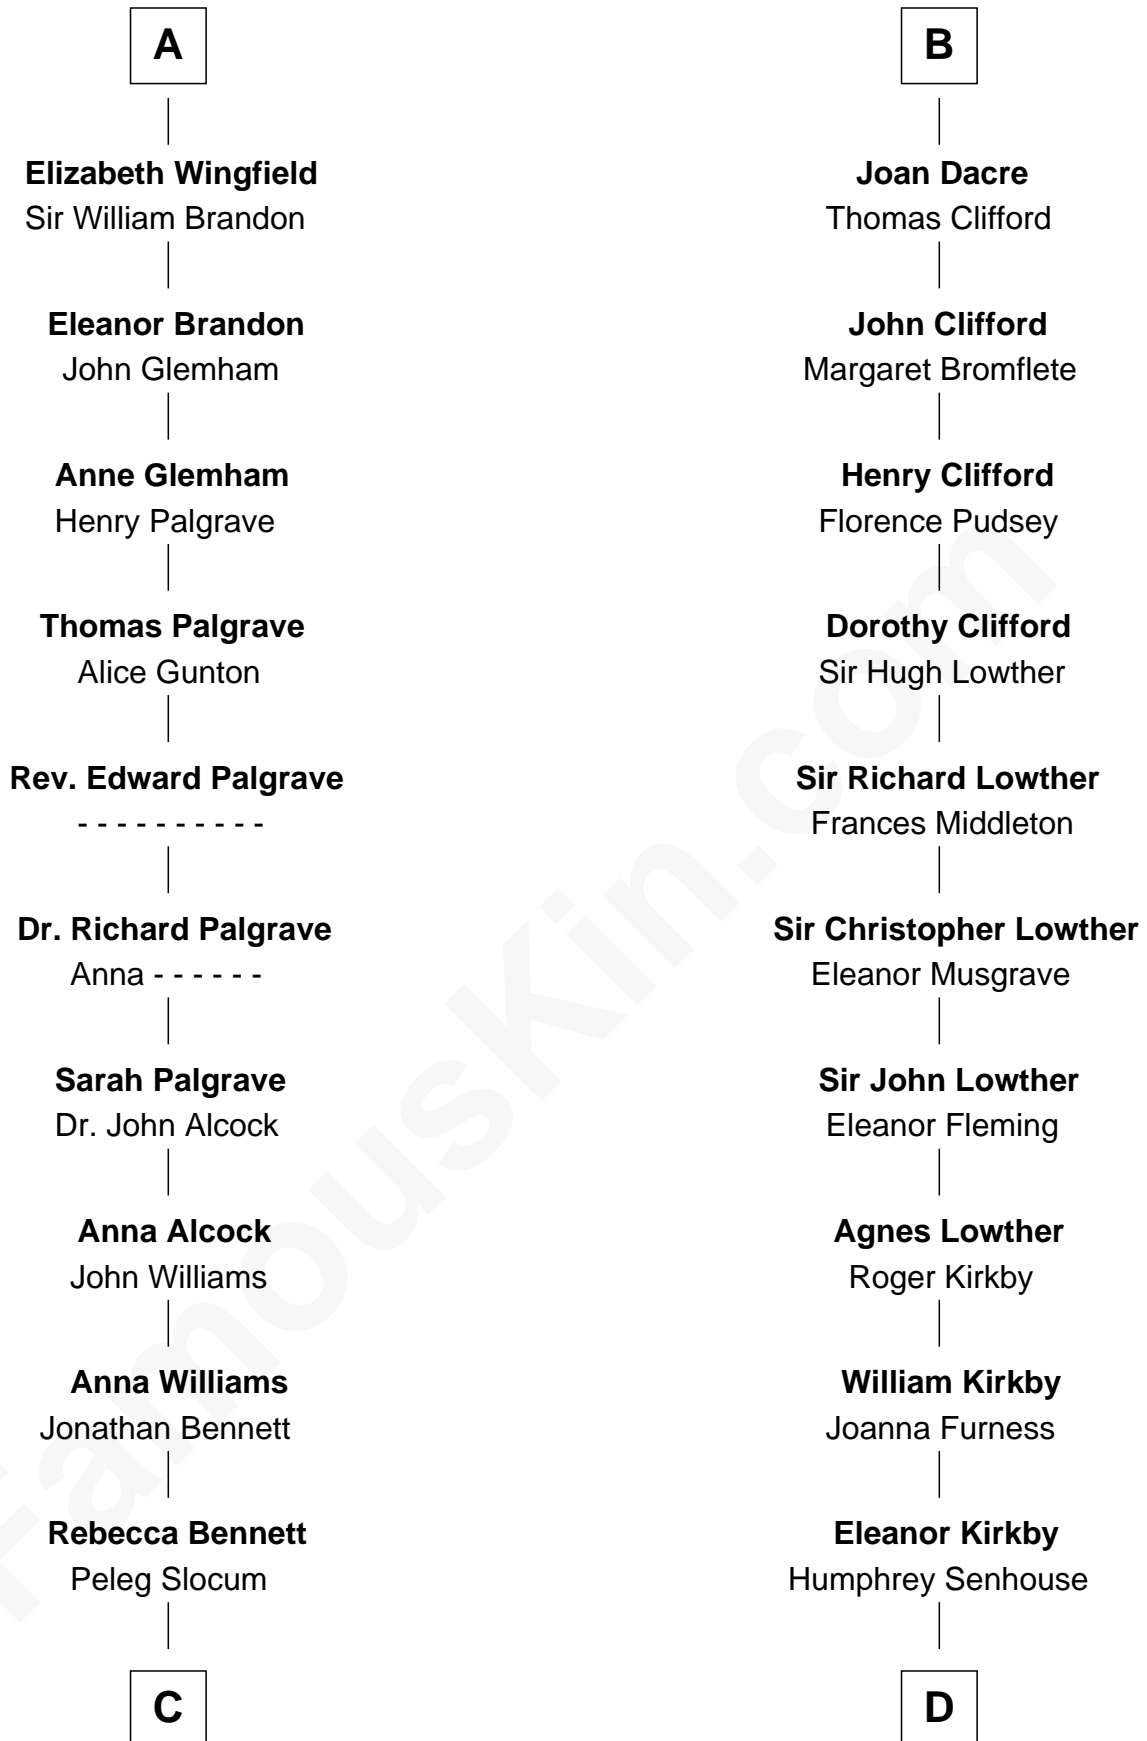 A
Elizabeth Wingfield
Sir William Brandon
Eleanor Brandon
John Glemham
Anne Glemham
Henry Palgrave
Thomas Palgrave
Alice Gunton
Rev. Edward Palgrave
- - - - - - - - - -
Dr. Richard Palgrave
Anna - - - - - -
Sarah Palgrave
Dr. John Alcock
Anna Alcock
John Williams
Anna Williams
Jonathan Bennett
Rebecca Bennett
Peleg Slocum
C
B
Joan Dacre
Thomas Clifford
John Clifford
Margaret Bromflete
Henry Clifford
Florence Pudsey
Dorothy Clifford
Sir Hugh Lowther
Sir Richard Lowther
Frances Middleton
Sir Christopher Lowther
Eleanor Musgrave
Sir John Lowther
Eleanor Fleming
Agnes Lowther
Roger Kirkby
William Kirkby
Joanna Furness
Eleanor Kirkby
Humphrey Senhouse
D
FamousKin.com